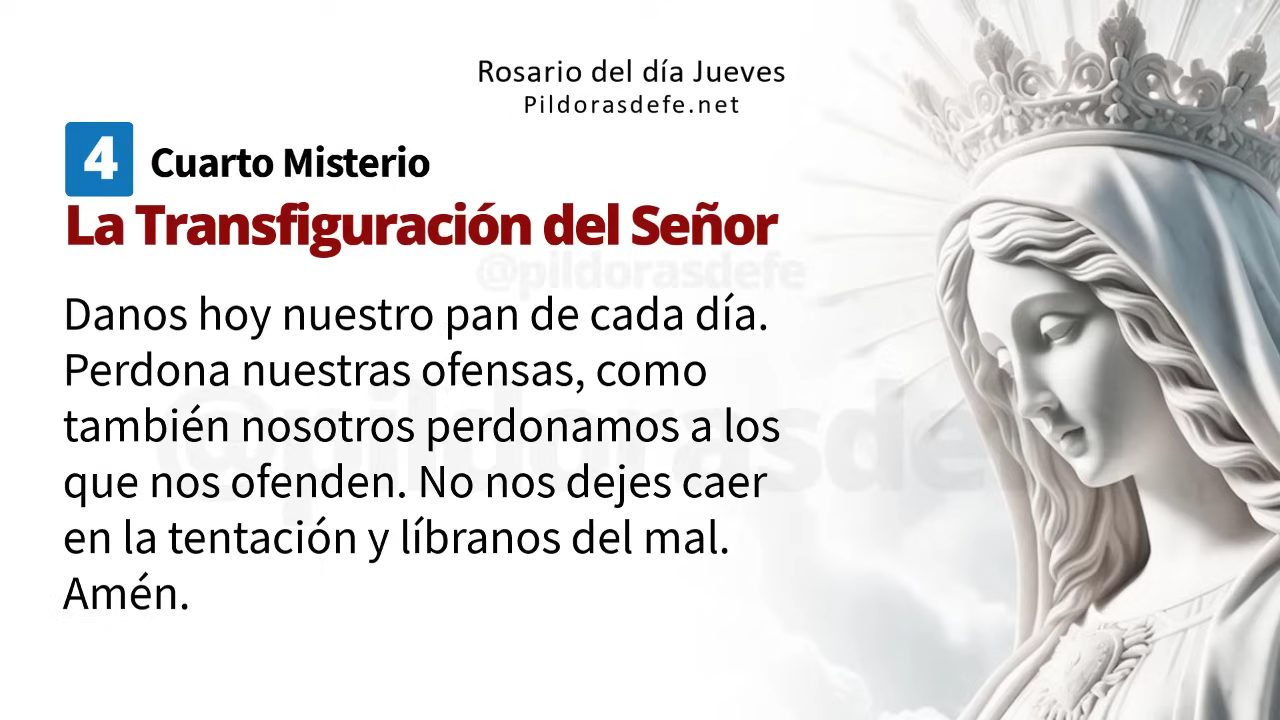 Rosario del día Jueves
Pildorasdefe.net
4 Cuarto Misterio
La Transfiguración del Señor
@pildorasdefe
Danos hoy nuestro pan de cada día.
Perdona nuestras ofensas, como
también nosotros perdonamos a los
que nos ofenden. No nos dejes caer
en la tentación y líbranos del mal.
Amén.
@pildorasdefe